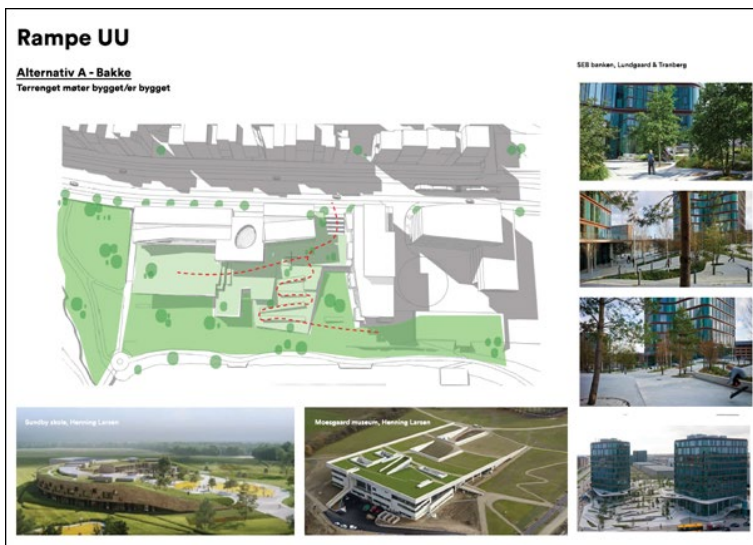 Rampe UU
Alternativ A - Bakke
Terrenget møter bygget/er bygget
SEB banken, Lundgaard & Tranberg
Sundby skole, Henning Larsen
Moesgaard museum, Henning Larsen